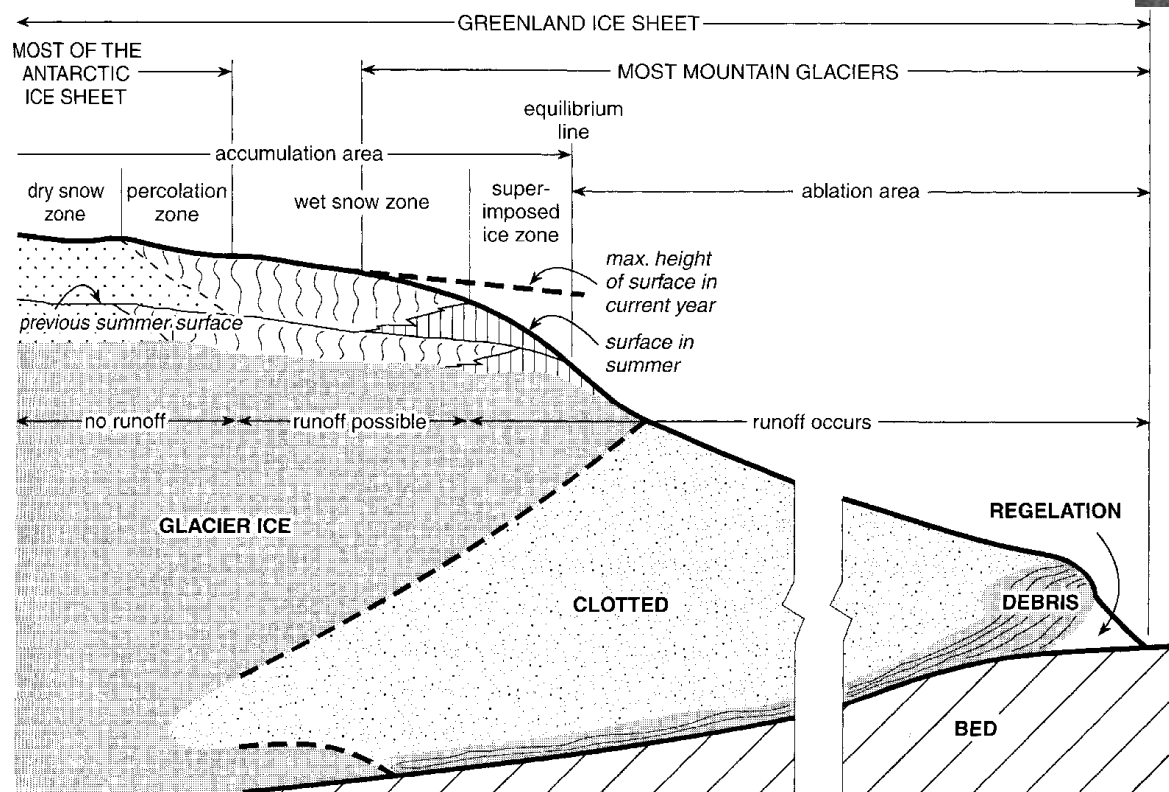 GREENLAND ICE SHEET
MOST OF THE
ANTARCTIC
ICE SHEET
MOST MOUNTAIN GLACIERS
equilibrium
line
accumulation area
dry snow
zone
percolation
zone
wet snow zone
super-
imposed
ice zone
ablation area
max. height
of surface in
current year
previous summer surface
surface in
summer
no runoff
runoff possible
runoff occurs
GLACIER ICE
REGELATION
CLOTTED
DEBRIS
BED